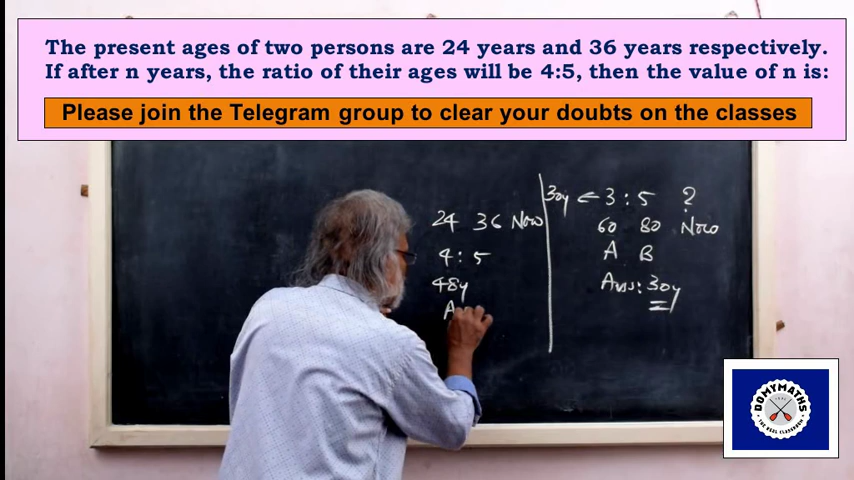 The present ages of two persons are 24 years and 36 years respectively.
If after n years, the ratio of their ages will be 4:5, then the value of n is:
Please join the Telegram group to clear your doubts on the classes
24 36 Now
4 : 5
48y
A
30y ← 3 : 5 ?
60 80 Now
A B
Ans: 30y
DOMYMATHS